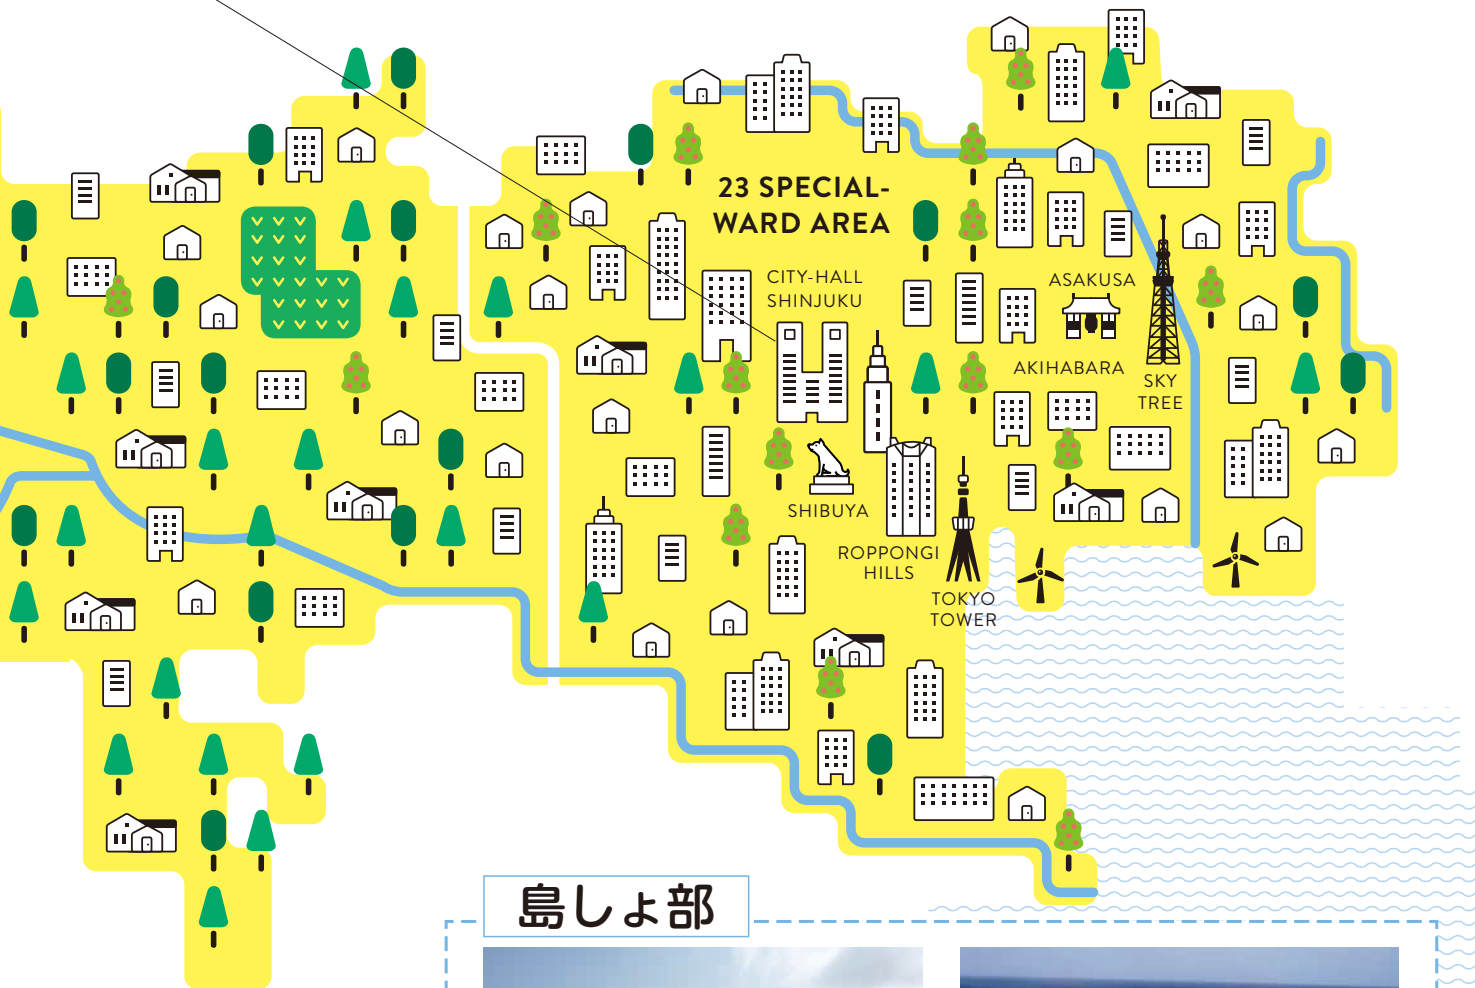 23 SPECIAL-
WARD AREA
CITY-HALL
SHINJUKU
ASAKUSA
AKIHABARA
SKY
TREE
SHIBUYA
ROPPONGI
HILLS
TOKYO
TOWER
島しょ部